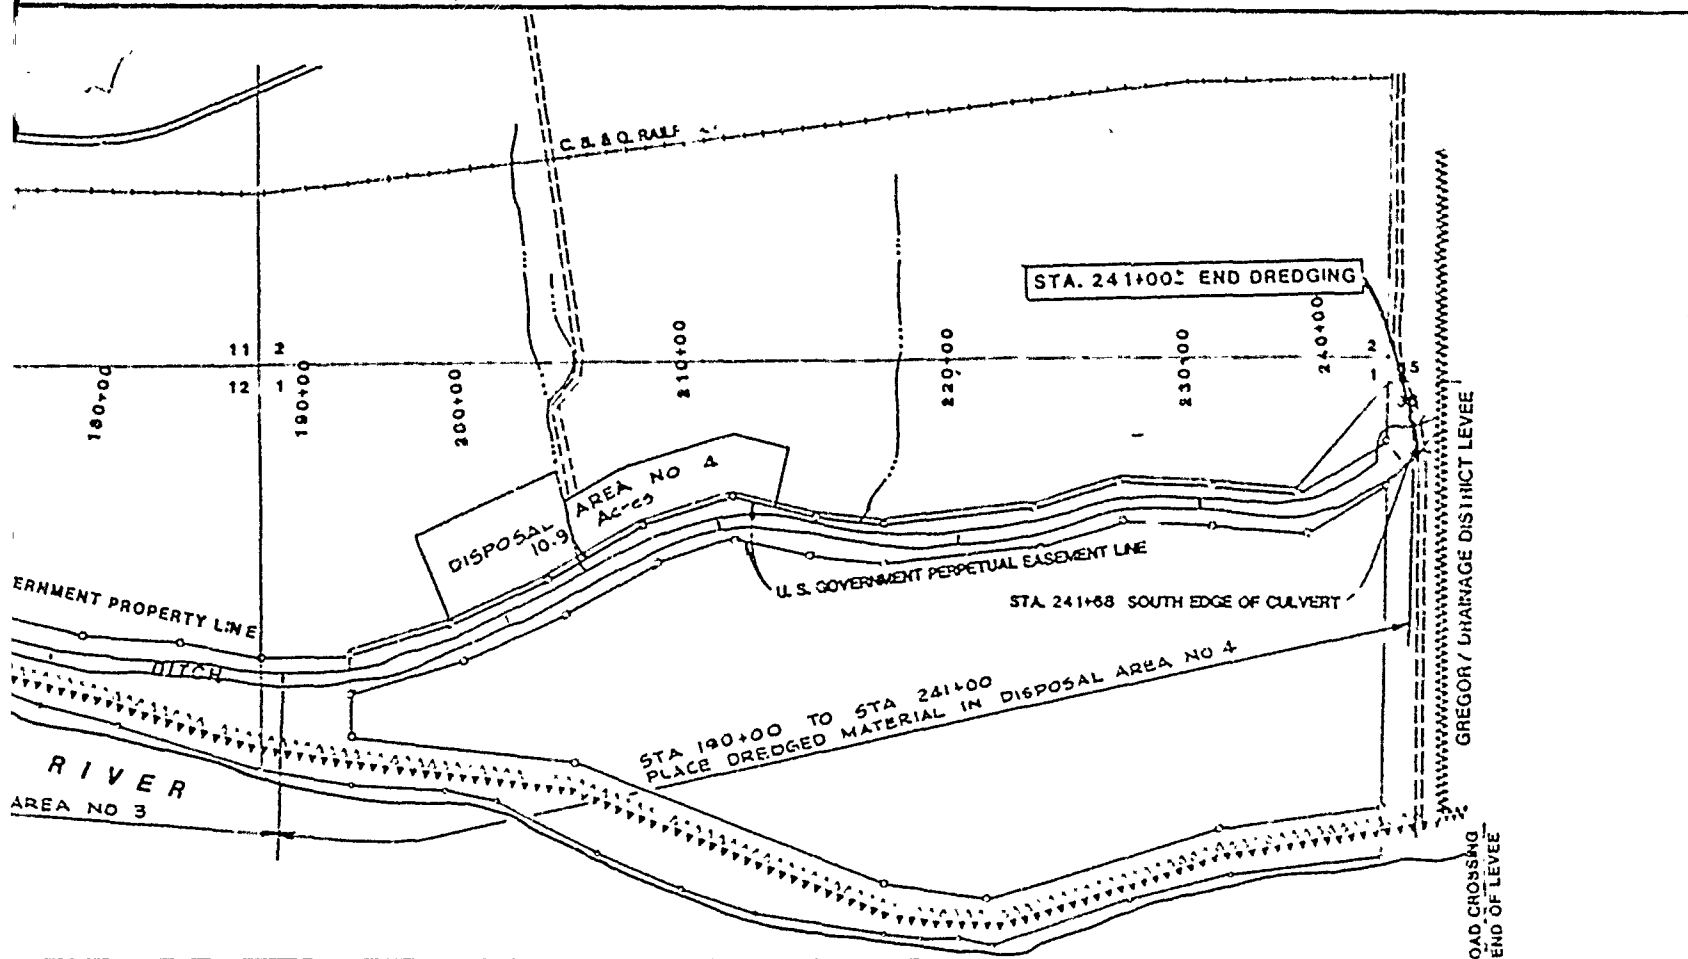 C. B. & Q. RAILR
STA. 241+00± END DREDGING
11 2
12 1
2
1
180+00
190+00
200+00
210+00
220+00
230+00
240+00
DISPOSAL AREA NO 4
10.9 Acres
U. S. GOVERNMENT PERPETUAL EASEMENT LINE
STA. 241+68 SOUTH EDGE OF CULVERT
ERNMENT PROPERTY LINE
DITCH
STA 190+00 TO STA 241+00
PLACE DREDGED MATERIAL IN DISPOSAL AREA NO 4
RIVER
AREA NO 3
GREGORY DRAINAGE DISTRICT LEVEE
OAD CROSSING
END OF LEVEE